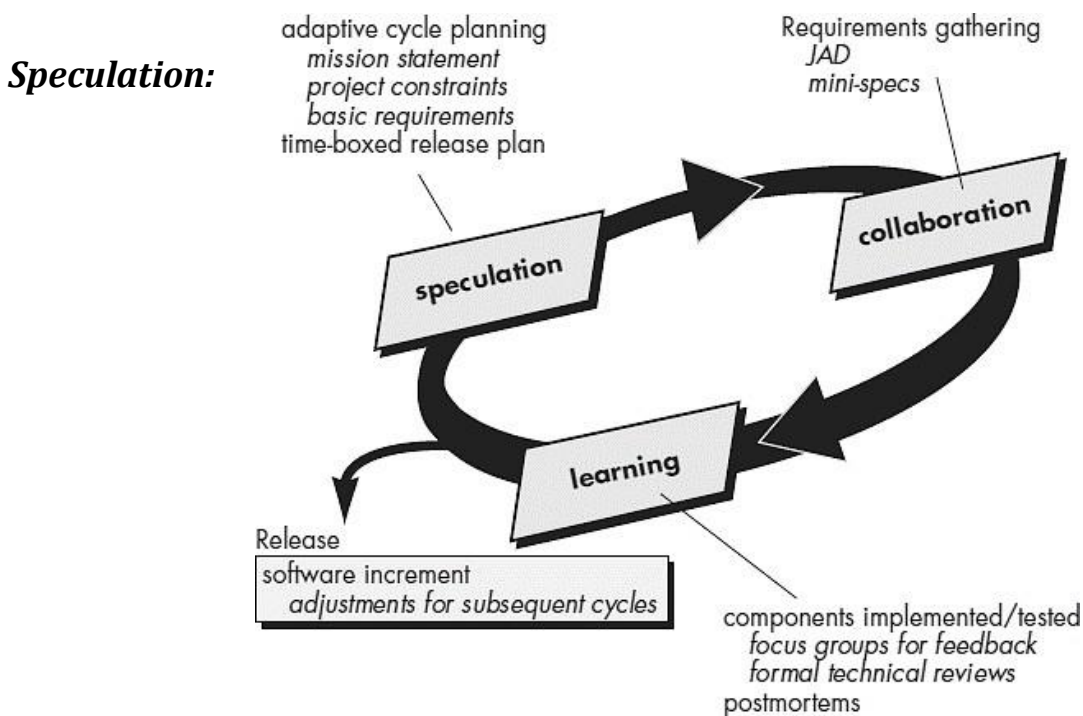 Speculation:
adaptive cycle planning
mission statement
project constraints
basic requirements
time-boxed release plan
Requirements gathering
JAD
mini-specs
speculation
collaboration
learning
Release
software increment
adjustments for subsequent cycles
components implemented/tested
focus groups for feedback
formal technical reviews
postmortems